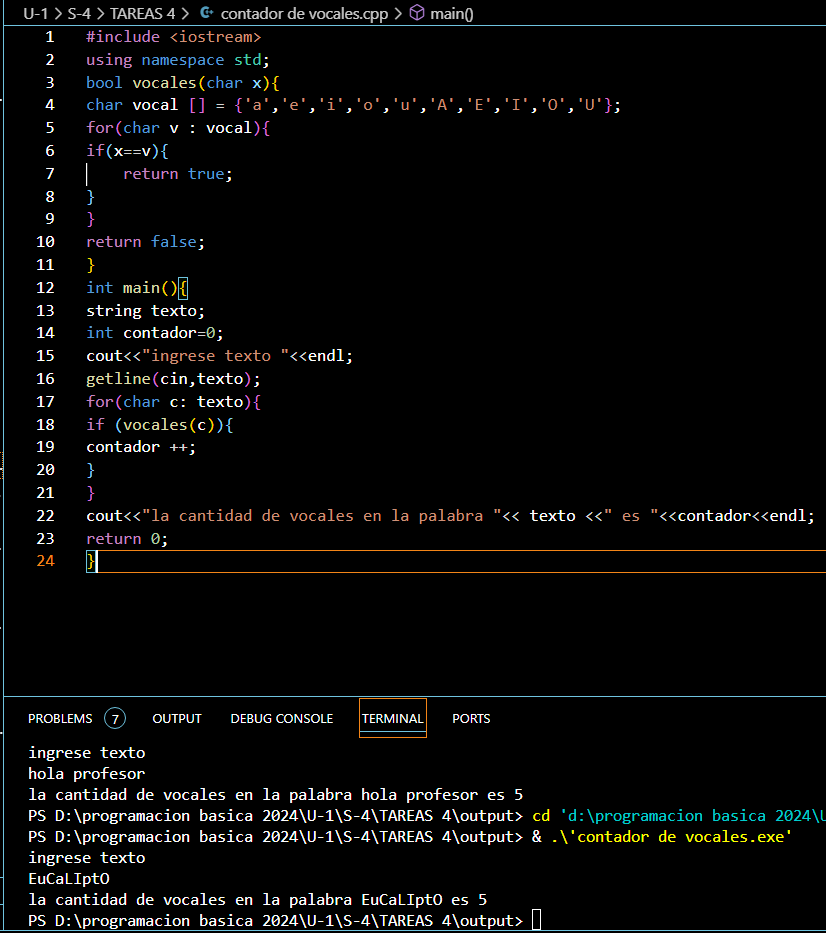 U-1 > S-4 > TAREAS 4 > contador de vocales.cpp > main()
1 #include <iostream>
2 using namespace std;
3 bool vocales(char x){
4 char vocal [] = {'a','e','i','o','u','A','E','I','O','U'};
5 for(char v : vocal){
6 if(x==v){
7     return true;
8 }
9 }
10 return false;
11 }
12 int main(){
13 string texto;
14 int contador=0;
15 cout<<"ingrese texto "<<endl;
16 getline(cin,texto);
17 for(char c: texto){
18 if (vocales(c)){
19 contador ++;
20 }
21 }
22 cout<<"la cantidad de vocales en la palabra "<< texto <<" es "<<contador<<endl;
23 return 0;
24 }
PROBLEMS 7 OUTPUT DEBUG CONSOLE TERMINAL PORTS
ingrese texto
hola profesor
la cantidad de vocales en la palabra hola profesor es 5
PS D:\programacion basica 2024\U-1\S-4\TAREAS 4\output> cd 'd:\programacion basica 2024\U
PS D:\programacion basica 2024\U-1\S-4\TAREAS 4\output> & .\'contador de vocales.exe'
ingrese texto
EuCaLIptO
la cantidad de vocales en la palabra EuCaLIptO es 5
PS D:\programacion basica 2024\U-1\S-4\TAREAS 4\output>